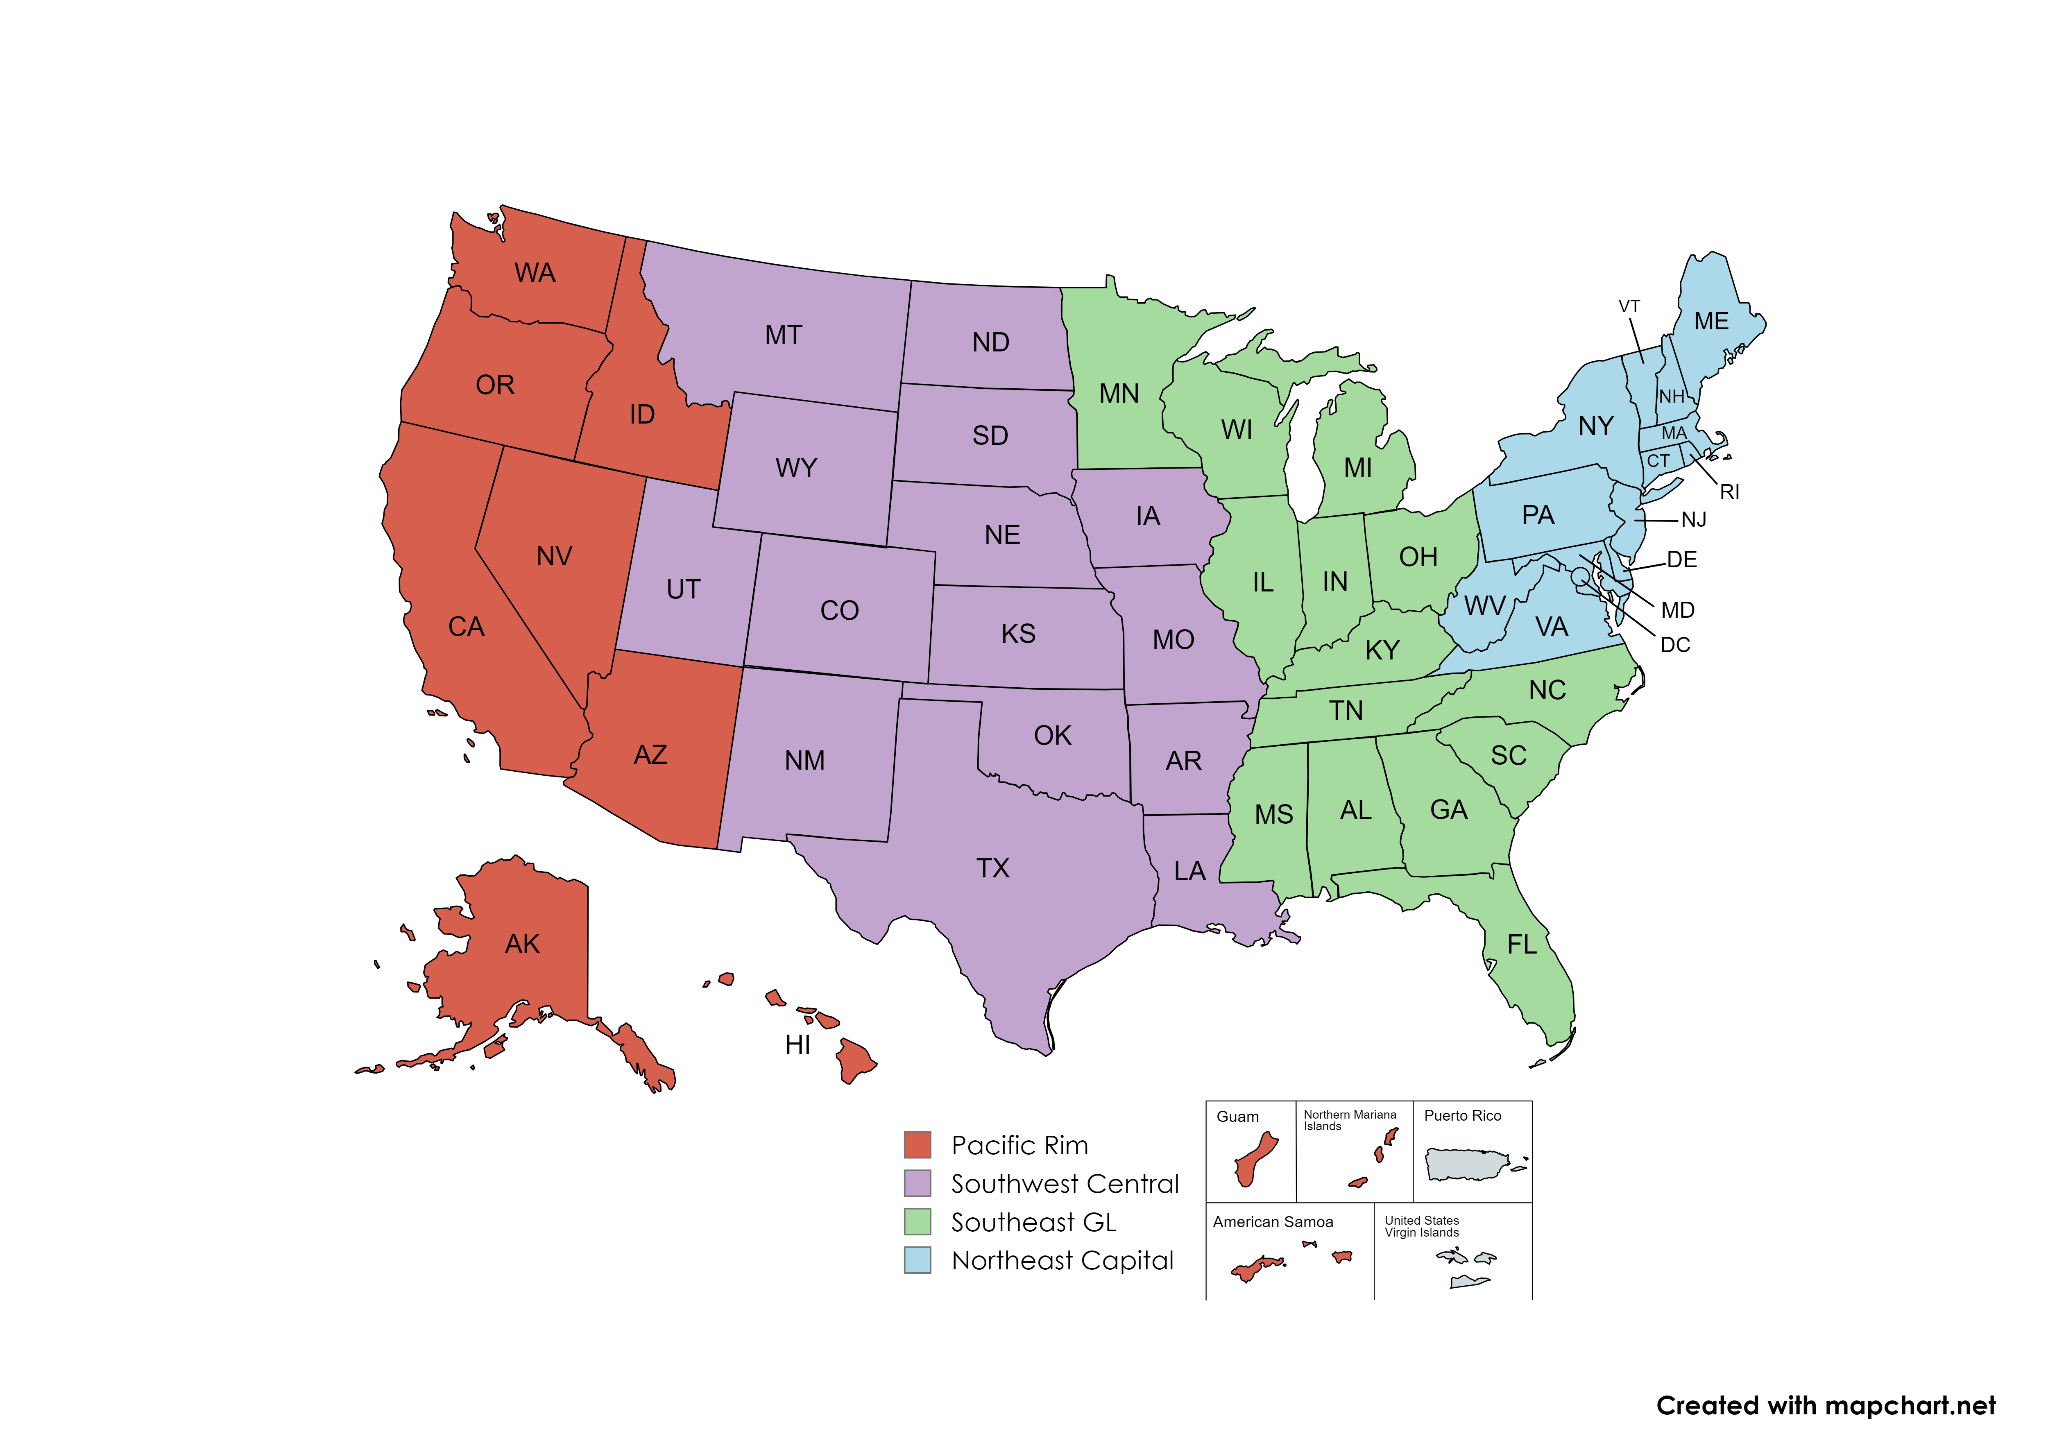 WA
MT
ND
MN
VT
ME
OR
ID
SD
WI
NY
NH
MA
WY
MI
CT
RI
NV
UT
CO
NE
IA
PA
NJ
IL
IN
OH
DE
CA
KS
MO
KY
WV
VA
MD
DC
AZ
NM
OK
AR
TN
NC
SC
TX
LA
MS
AL
GA
FL
AK
HI
Pacific Rim
Southwest Central
Southeast GL
Northeast Capital
Guam
Northern Mariana
Islands
Puerto Rico
American Samoa
United States
Virgin Islands
Created with mapchart.net